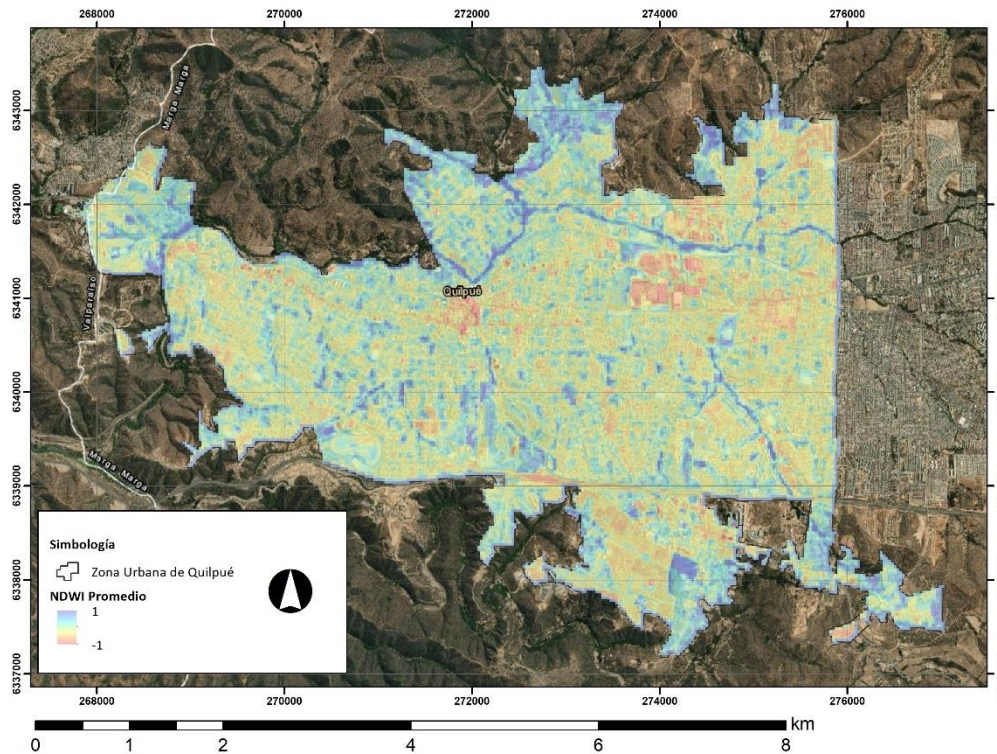 268000 270000 272000 274000 276000
6343000
6342000
6341000
6340000
6339000
6338000
6337000
Marga Marga
Valparaíso
Quilpué
Marga Marga
Simbología
Zona Urbana de Quilpué
NDWI Promedio
1
-1
268000 270000 272000 274000 276000
km
0 1 2 4 6 8